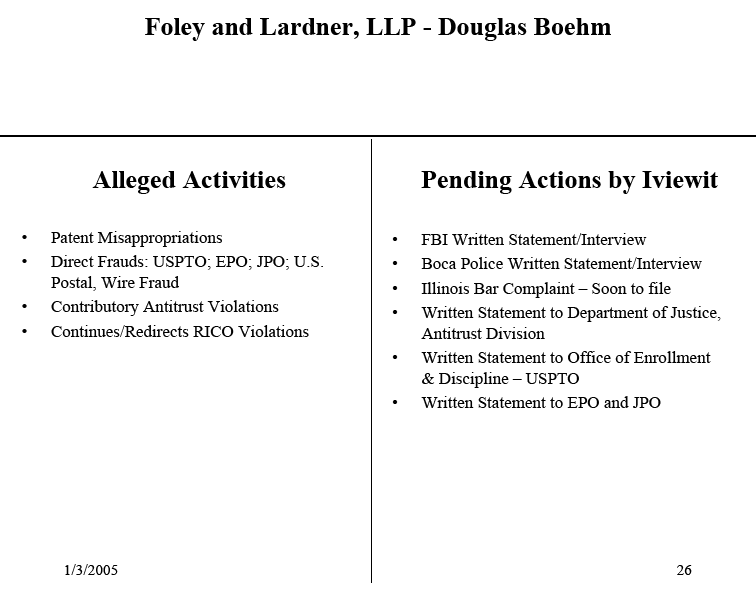 Foley and Lardner, LLP - Douglas Boehm
Alleged Activities
• Patent Misappropriations
• Direct Frauds: USPTO; EPO; JPO; U.S.
Postal, Wire Fraud
• Contributory Antitrust Violations
• Continues/Redirects RICO Violations
Pending Actions by Iviewit
• FBI Written Statement/Interview
• Boca Police Written Statement/Interview
• Illinois Bar Complaint – Soon to file
• Written Statement to Department of Justice,
Antitrust Division
• Written Statement to Office of Enrollment
& Discipline – USPTO
• Written Statement to EPO and JPO
1/3/2005
26